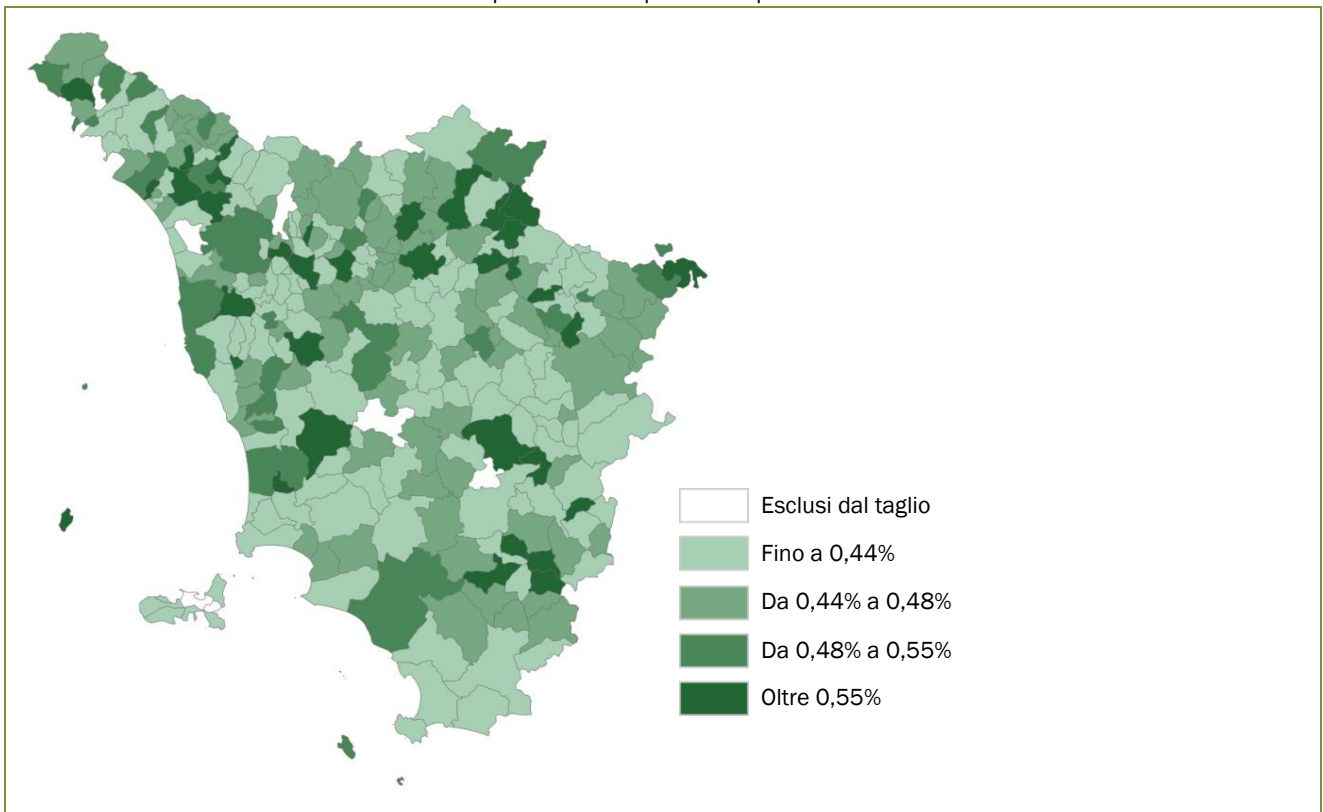 Esclusi dal taglio
Fino a 0,44%
Da 0,44% a 0,48%
Da 0,48% a 0,55%
Oltre 0,55%